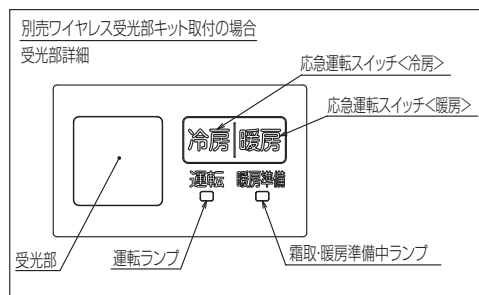 別売ワイヤレス受光部キット取付の場合
受光部詳細
応急運転スイッチ<冷房>
応急運転スイッチ<暖房>
冷房 暖房
運転 暖房準備
受光部
運転ランプ
霜取・暖房準備中ランプ